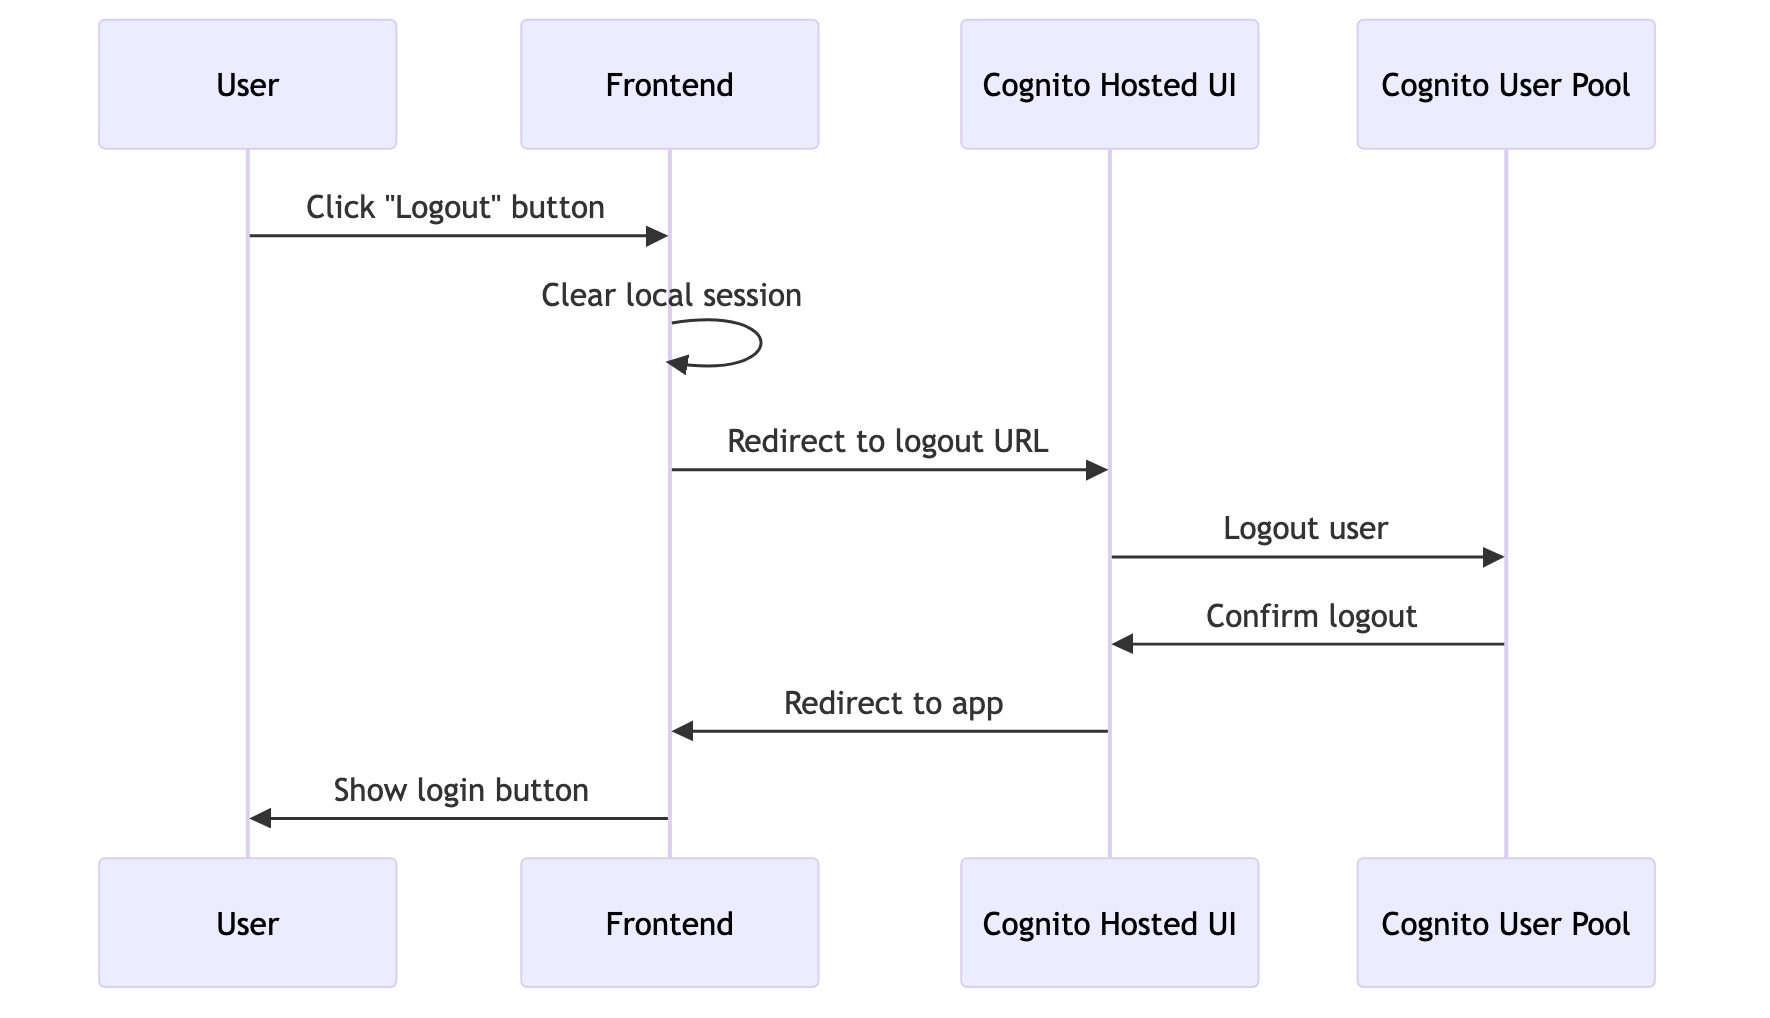 User
Frontend
Cognito Hosted UI
Cognito User Pool
Click "Logout" button
Clear local session
Redirect to logout URL
Logout user
Confirm logout
Redirect to app
Show login button
User
Frontend
Cognito Hosted UI
Cognito User Pool